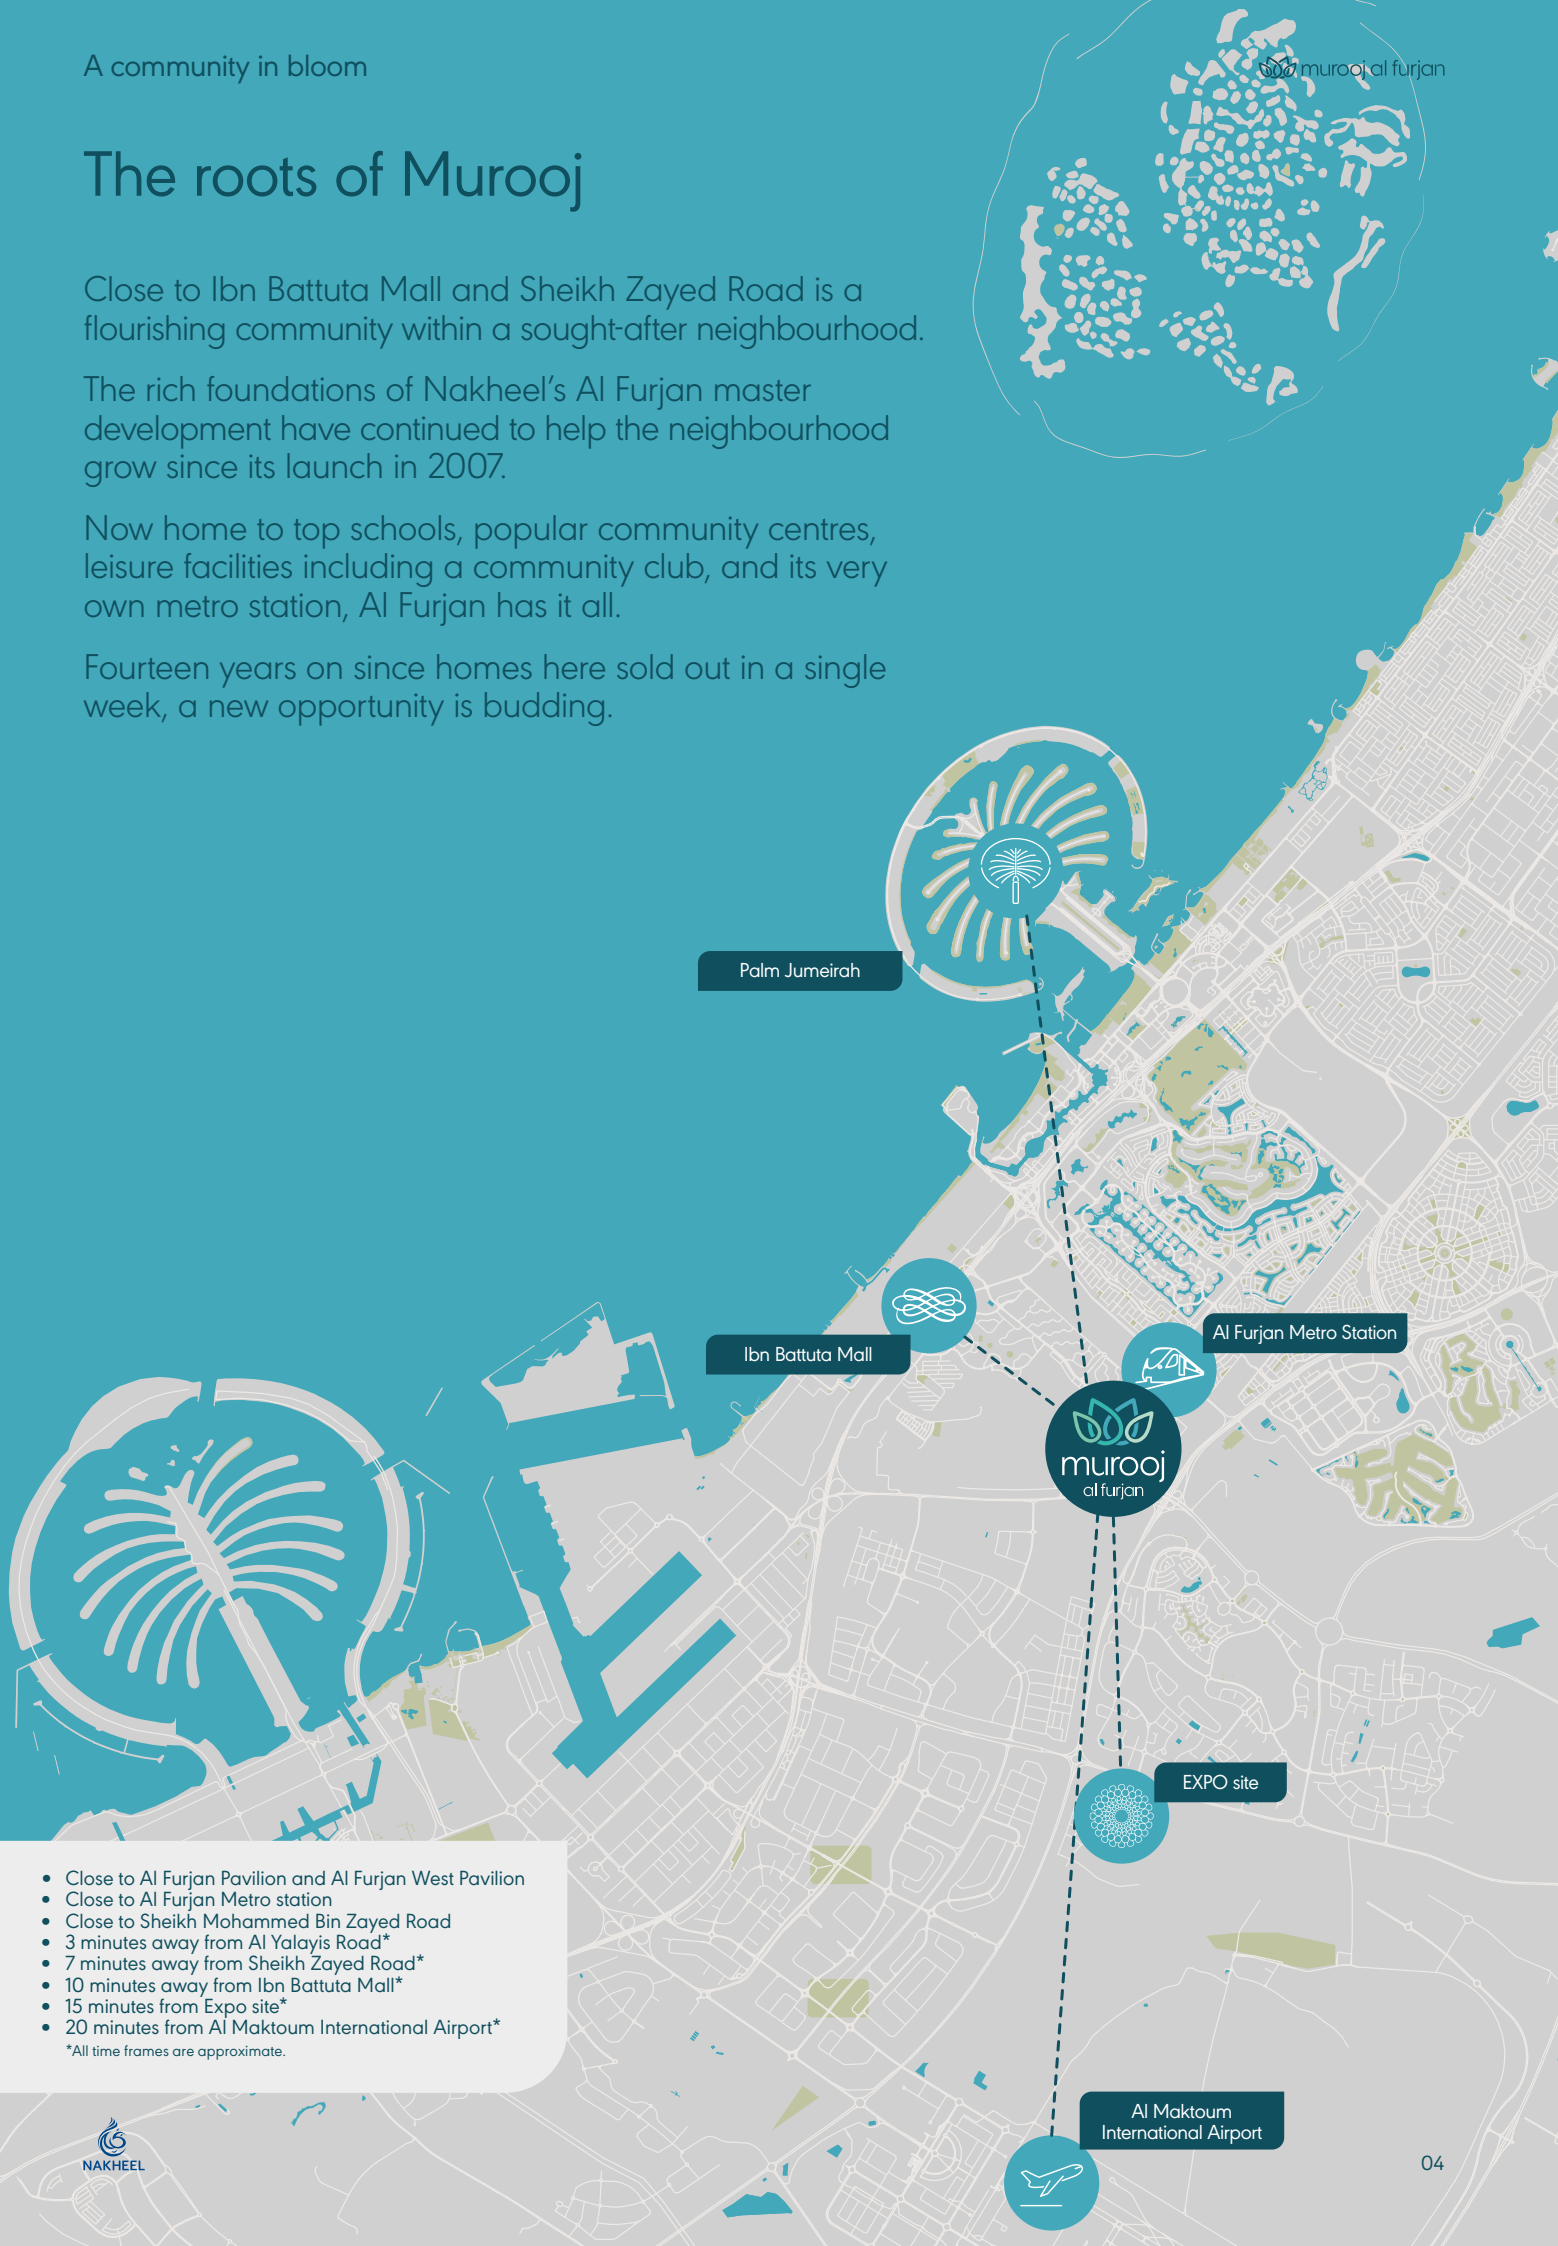 A community in bloom
murooj al furjan
The roots of Murooj
Close to Ibn Battuta Mall and Sheikh Zayed Road is a
flourishing community within a sought-after neighbourhood.
The rich foundations of Nakheel’s Al Furjan master
development have continued to help the neighbourhood
grow since its launch in 2007.
Now home to top schools, popular community centres,
leisure facilities including a community club, and its very
own metro station, Al Furjan has it all.
Fourteen years on since homes here sold out in a single
week, a new opportunity is budding.
Palm Jumeirah
Al Furjan Metro Station
Ibn Battuta Mall
murooj
al furjan
EXPO site
• Close to Al Furjan Pavilion and Al Furjan West Pavilion
• Close to Al Furjan Metro station
• Close to Sheikh Mohammed Bin Zayed Road
• 3 minutes away from Al Yalayis Road*
• 7 minutes away from Sheikh Zayed Road*
• 10 minutes away from Ibn Battuta Mall*
• 15 minutes from Expo site*
• 20 minutes from Al Maktoum International Airport*
*All time frames are approximate.
Al Maktoum
International Airport
NAKHEEL
04